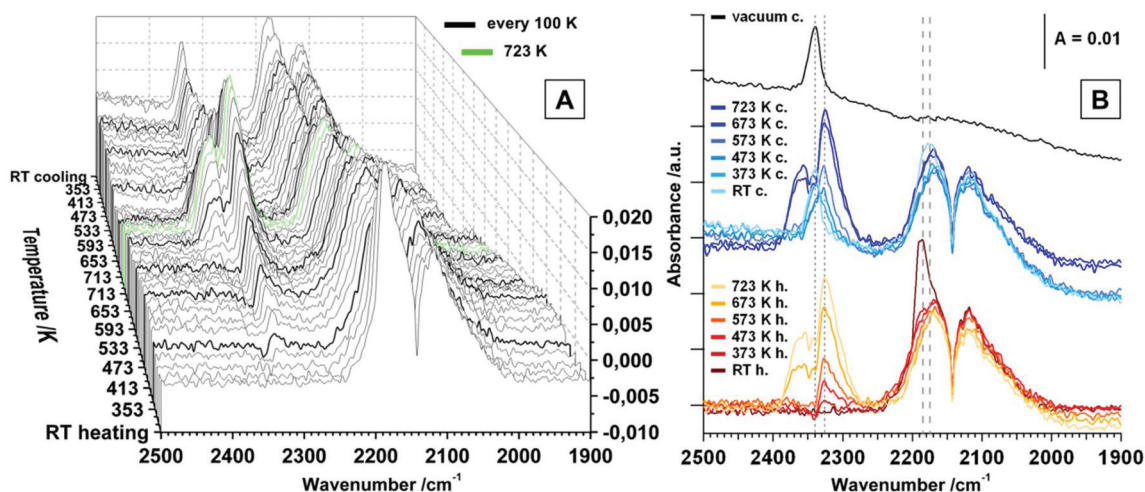 every 100 K
723 K
A
RT cooling
353
413
473
533
593
653
713
713
653
593
533
473
413
353
RT heating
Temperature /K
0,020
0,015
0,010
0,005
0,000
-0,005
-0,010
2500 2400 2300 2200 2100 2000 1900
Wavenumber /cm-1
vacuum c.
A = 0.01
B
723 K c.
673 K c.
573 K c.
473 K c.
373 K c.
RT c.
723 K h.
673 K h.
573 K h.
473 K h.
373 K h.
RT h.
Absorbance /a.u.
2500 2400 2300 2200 2100 2000 1900
Wavenumber /cm-1